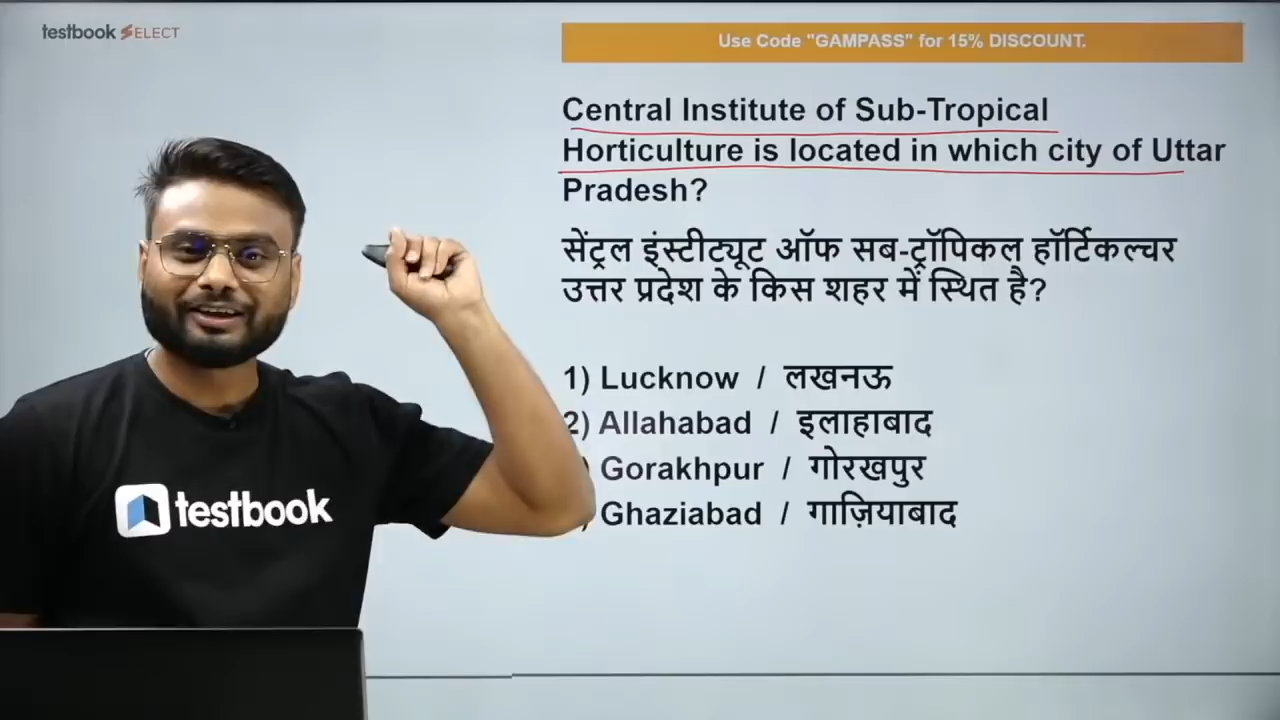 testbook SELECT
Use Code "GAMPASS" for 15% DISCOUNT.
Central Institute of Sub-Tropical
Horticulture is located in which city of Uttar
Pradesh?
सेंट्रल इंस्टीट्यूट ऑफ सब-ट्रॉपिकल हॉर्टिकल्चर
उत्तर प्रदेश के किस शहर में स्थित है?
1) Lucknow / लखनऊ
2) Allahabad / इलाहाबाद
) Gorakhpur / गोरखपुर
) Ghaziabad / गाज़ियाबाद
testbook